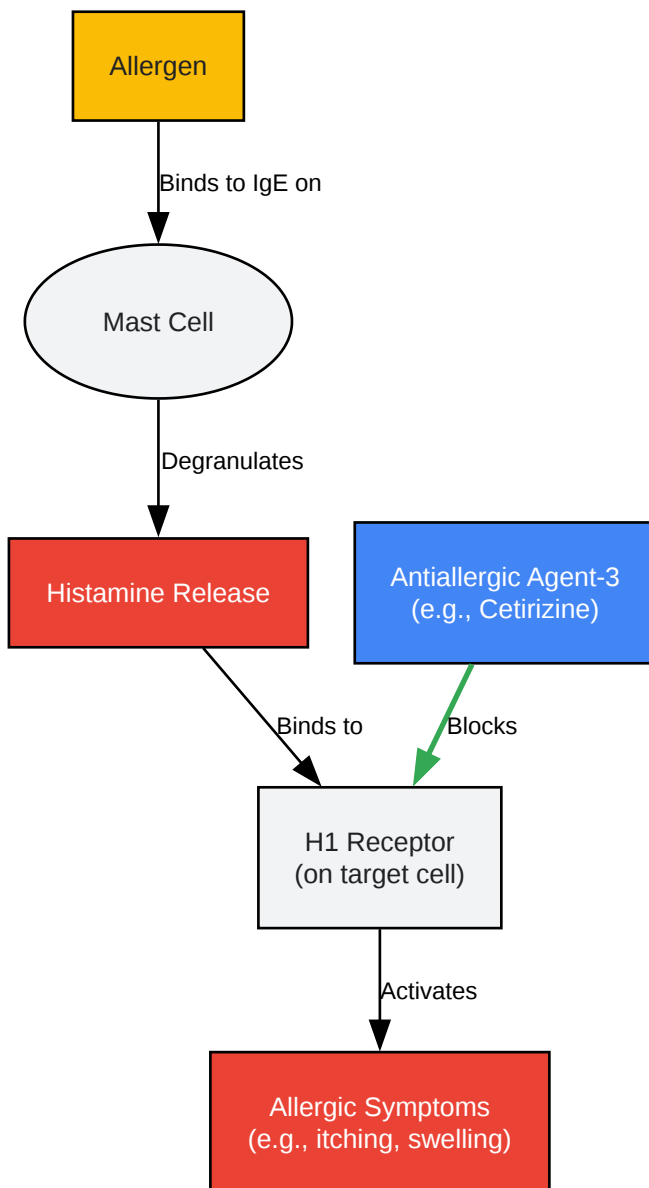 Allergen
Binds to IgE on
Mast Cell
Degranulates
Histamine Release
Antiallergic Agent-3
(e.g., Cetirizine)
Binds to
Blocks
H1 Receptor
(on target cell)
Activates
Allergic Symptoms
(e.g., itching, swelling)